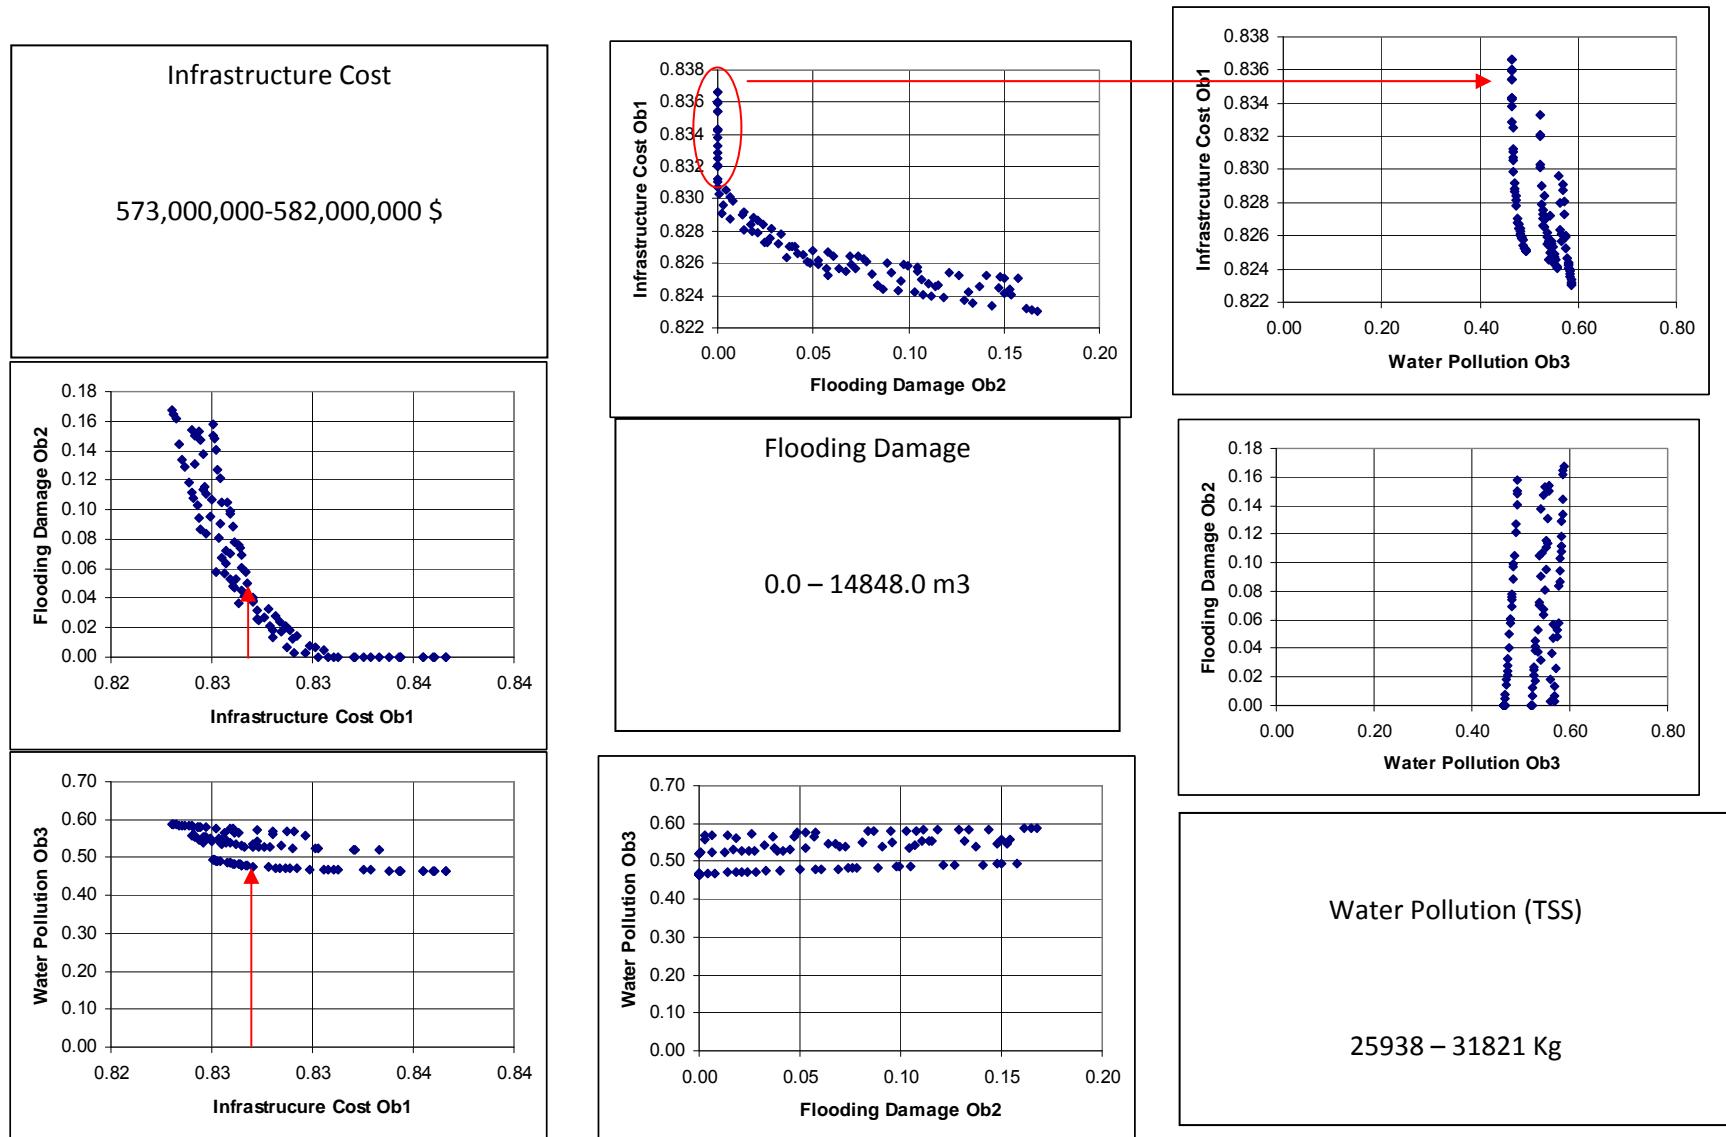 Infrastructure Cost
573,000,000-582,000,000 $
0.838
0.836
0.834
0.832
0.830
0.828
0.826
0.824
0.822
0.00 0.05 0.10 0.15 0.20
Infrastructure Cost Ob1
Flooding Damage Ob2
0.838
0.836
0.834
0.832
0.830
0.828
0.826
0.824
0.822
0.00 0.20 0.40 0.60 0.80
Infrastrcuture Cost Ob1
Water Pollution Ob3
0.18
0.16
0.14
0.12
0.10
0.08
0.06
0.04
0.02
0.00
0.82 0.83 0.83 0.84 0.84
Flooding Damage Ob2
Infrastructure Cost Ob1
Flooding Damage
0.0 – 14848.0 m3
0.18
0.16
0.14
0.12
0.10
0.08
0.06
0.04
0.02
0.00
0.00 0.20 0.40 0.60 0.80
Flooding Damage Ob2
Water Pollution Ob3
0.70
0.60
0.50
0.40
0.30
0.20
0.10
0.00
0.82 0.83 0.83 0.84 0.84
Water Pollution Ob3
Infrastrucure Cost Ob1
0.70
0.60
0.50
0.40
0.30
0.20
0.10
0.00
0.00 0.05 0.10 0.15 0.20
Water Pollution Ob3
Flooding Damage Ob2
Water Pollution (TSS)
25938 – 31821 Kg